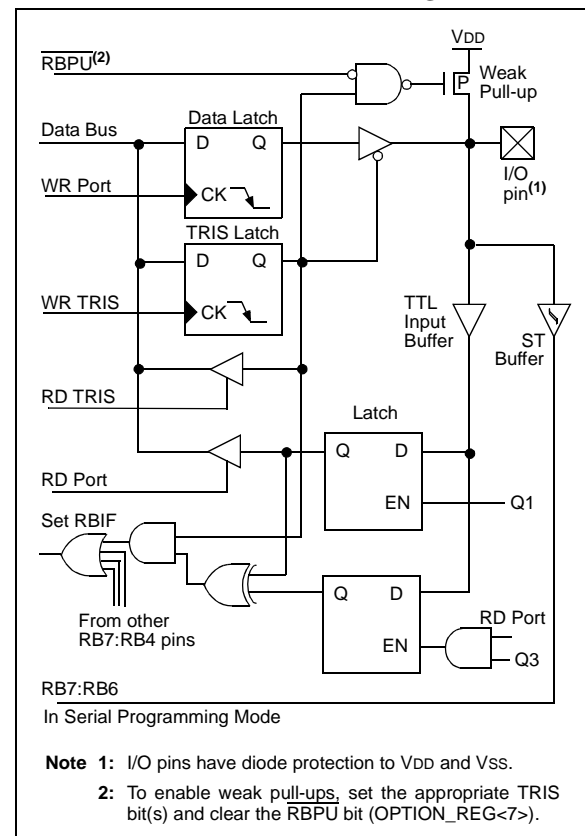 VDD
RBPU(2)
P
Weak
Pull-up
Data Bus
Data Latch
D Q
WR Port
CK
I/O
pin(1)
TRIS Latch
D Q
WR TRIS
CK
TTL
Input
Buffer
ST
Buffer
RD TRIS
Latch
Q D
RD Port
EN
Q1
Set RBIF
From other
RB7:RB4 pins
Q D
RD Port
EN
Q3
RB7:RB6
In Serial Programming Mode
Note 1: I/O pins have diode protection to VDD and VSS.
2: To enable weak pull-ups, set the appropriate TRIS
bit(s) and clear the RBPU bit (OPTION_REG<7>).